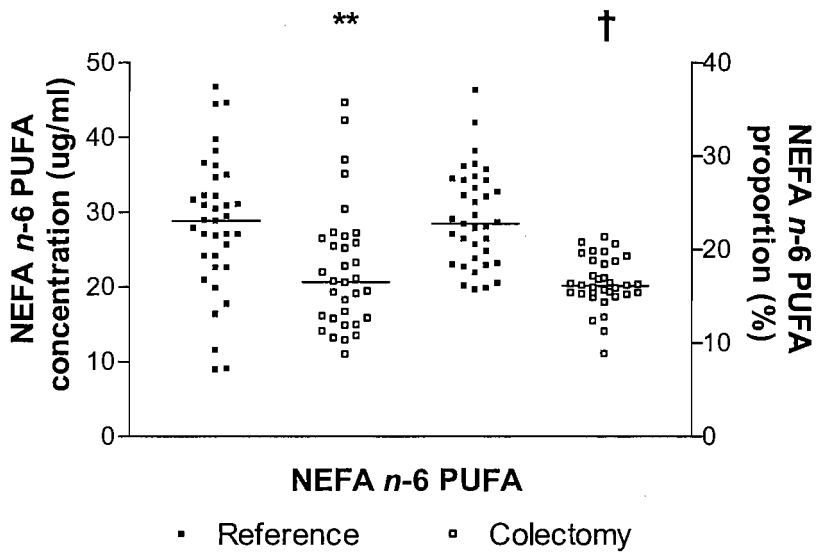 ** †
50
40
30
20
10
0
NEFA n-6 PUFA
concentration (ug/ml)
40
30
20
10
0
NEFA n-6 PUFA
proportion (%)
NEFA n-6 PUFA
Reference Colectomy